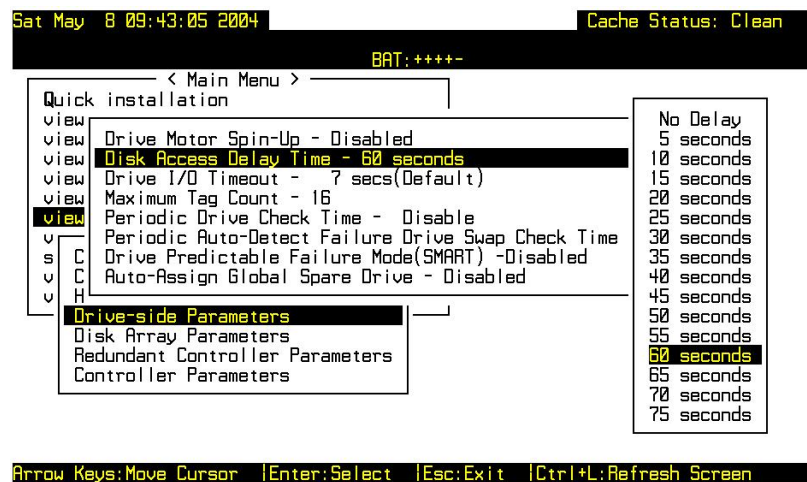 Sat May  8 09:43:05 2004 Cache Status: Clean
BAT:++++-
< Main Menu >
Quick installation
view
view
view
view
view
view
v
s
v
v
Drive Motor Spin-Up - Disabled
Disk Access Delay Time - 60 seconds
Drive I/O Timeout -   7 secs(Default)
Maximum Tag Count - 16
Periodic Drive Check Time -  Disable
Periodic Auto-Detect Failure Drive Swap Check Time
Drive Predictable Failure Mode(SMART) -Disabled
Auto-Assign Global Spare Drive - Disabled
C
C
H
Drive-side Parameters
Disk Array Parameters
Redundant Controller Parameters
Controller Parameters
No Delay
5 seconds
10 seconds
15 seconds
20 seconds
25 seconds
30 seconds
35 seconds
40 seconds
45 seconds
50 seconds
55 seconds
60 seconds
65 seconds
70 seconds
75 seconds
Arrow Keys:Move Cursor  |Enter:Select  |Esc:Exit  |Ctrl+L:Refresh Screen